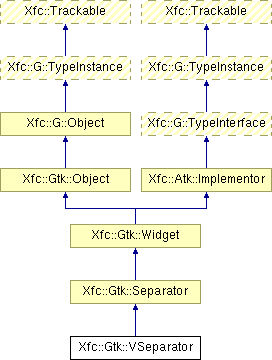 Xfc::Trackable Xfc::Trackable
Xfc::G::TypeInstance Xfc::G::TypeInstance
Xfc::G::Object Xfc::G::TypeInterface
Xfc::Gtk::Object Xfc::Atk::Implementor
Xfc::Gtk::Widget
Xfc::Gtk::Separator
Xfc::Gtk::VSeparator